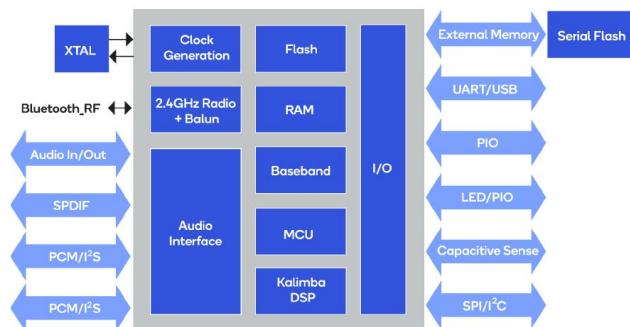 XTAL
Bluetooth_RF
Audio In/Out
SPDIF
PCM/I²S
PCM/I²S
Clock
Generation
2.4GHz Radio
+ Balun
Audio
Interface
Flash
RAM
Baseband
MCU
Kalimba
DSP
I/O
External Memory
UART/USB
PIO
LED/PIO
Capacitive Sense
SPI/I²C
Serial Flash